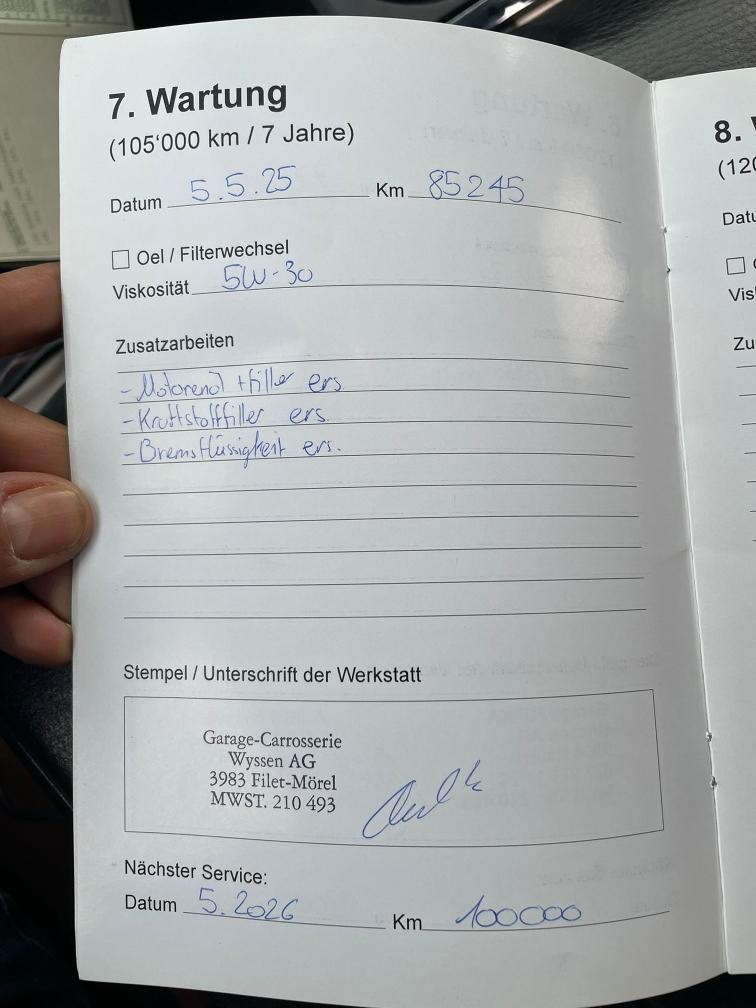 7. Wartung
(105'000 km / 7 Jahre)
Datum 5.5.25 Km 85245
Oel / Filterwechsel
Viskosität 5W-30
Zusatzarbeiten
- Motorenöl + filter ers.
- Kraftstofffilter ers.
- Bremsflüssigkeit ers.
Stempel / Unterschrift der Werkstatt
Garage-Carrosserie
Wyssen AG
3983 Filet-Mörel
MWST. 210 493
Nächster Service:
Datum 5.2026 Km 100000
8.
(120
Datu
Vis
Zu